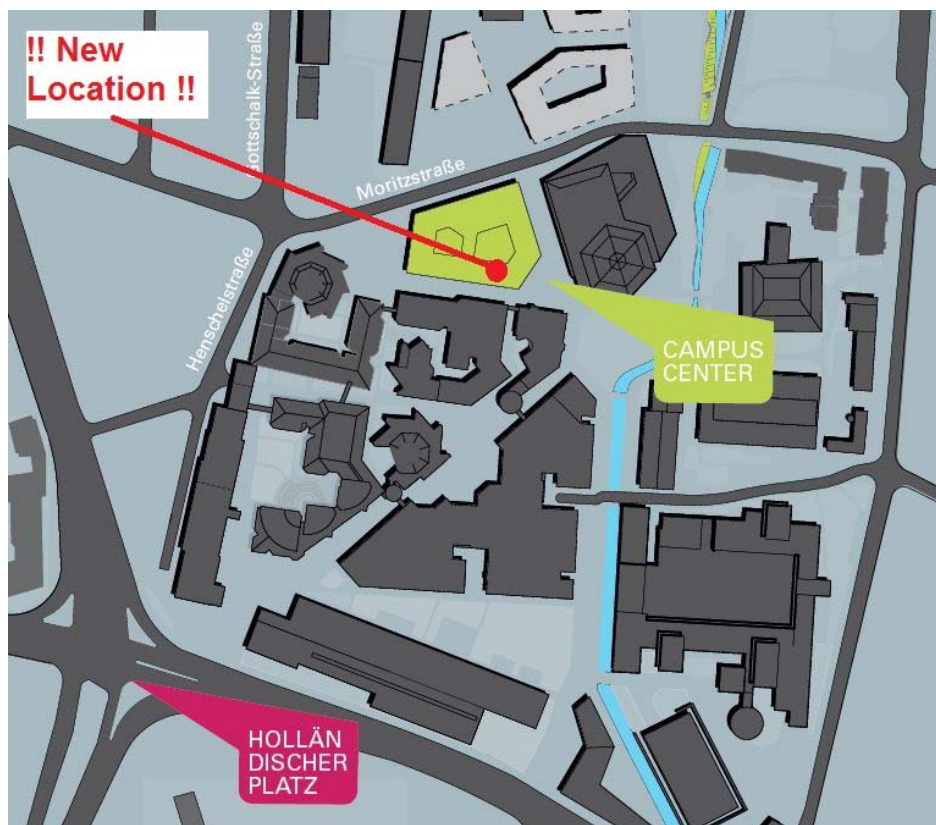 !! New
Location !!
Gottschalk-Straße
Moritzstraße
Henschelstraße
CAMPUS
CENTER
HOLLÄN
DISCHER
PLATZ